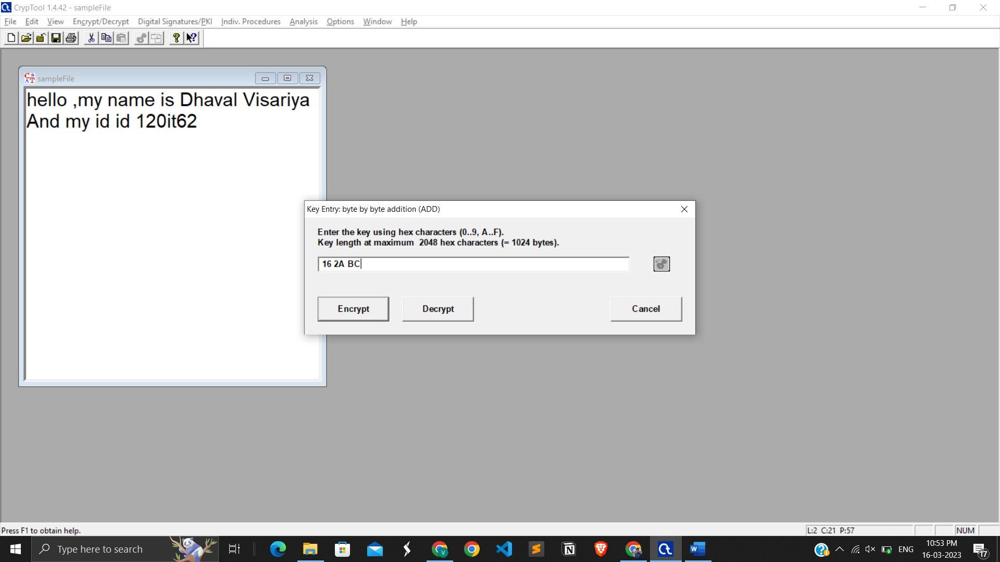 CrypTool 1.4.42 - sampleFile
File Edit View Encrypt/Decrypt Digital Signatures/PKI Indiv. Procedures Analysis Options Window Help
sampleFile
hello ,my name is Dhaval Visariya
And my id id 120it62
Key Entry: byte by byte addition (ADD)
Enter the key using hex characters (0..9, A..F).
Key length at maximum 2048 hex characters (= 1024 bytes).
16 2A BC
Encrypt Decrypt Cancel
Press F1 to obtain help.
L:2 C:21 P:57
NUM
Type here to search
ENG
10:53 PM
16-03-2023
17